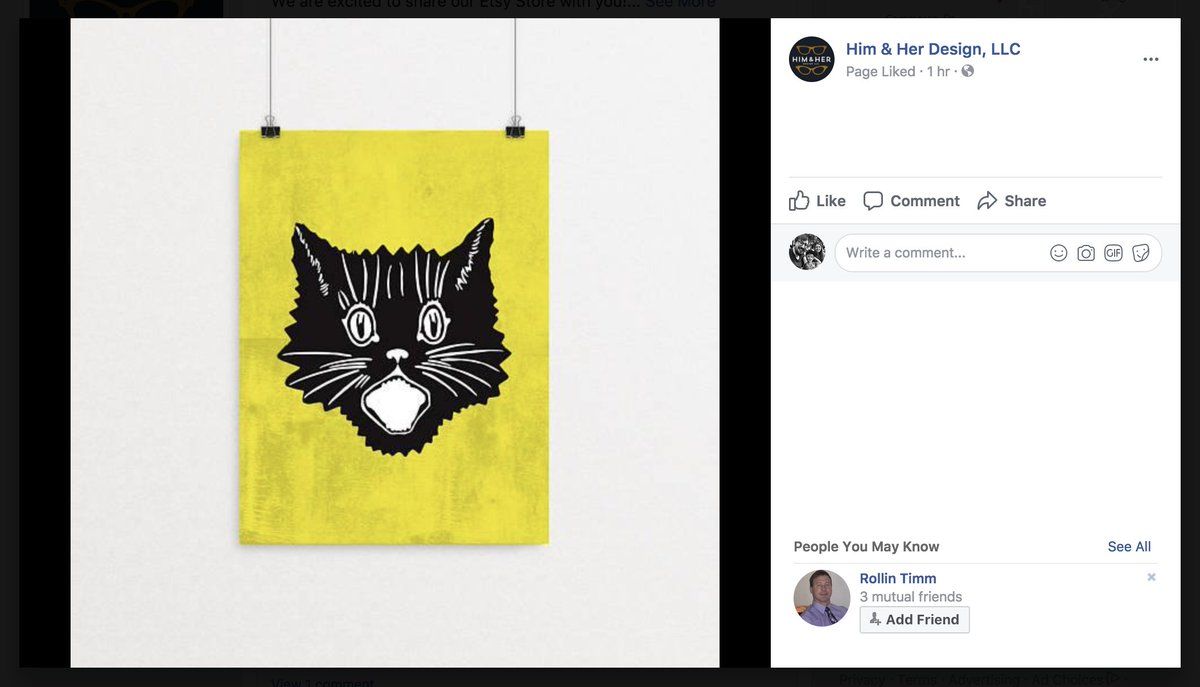 We are excited to share our Etsy Store with you!... See More
Him & Her Design, LLC
HIM&HER
Page Liked · 1 hr ·
Like Comment Share
Write a comment...
GIF
People You May Know
See All
Rollin Timm
3 mutual friends
Add Friend
View 1 comment
Privacy · Terms · Advertising · Ad Choices